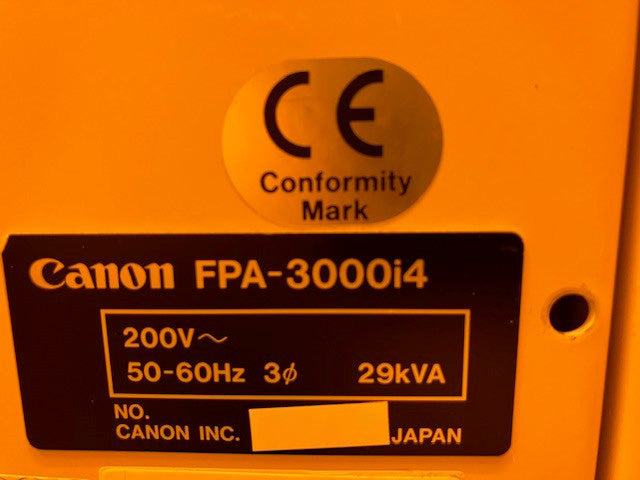 CE
Conformity
Mark
Canon FPA-3000i4
200V～
50-60Hz 3φ 29kVA
NO.
CANON INC. JAPAN